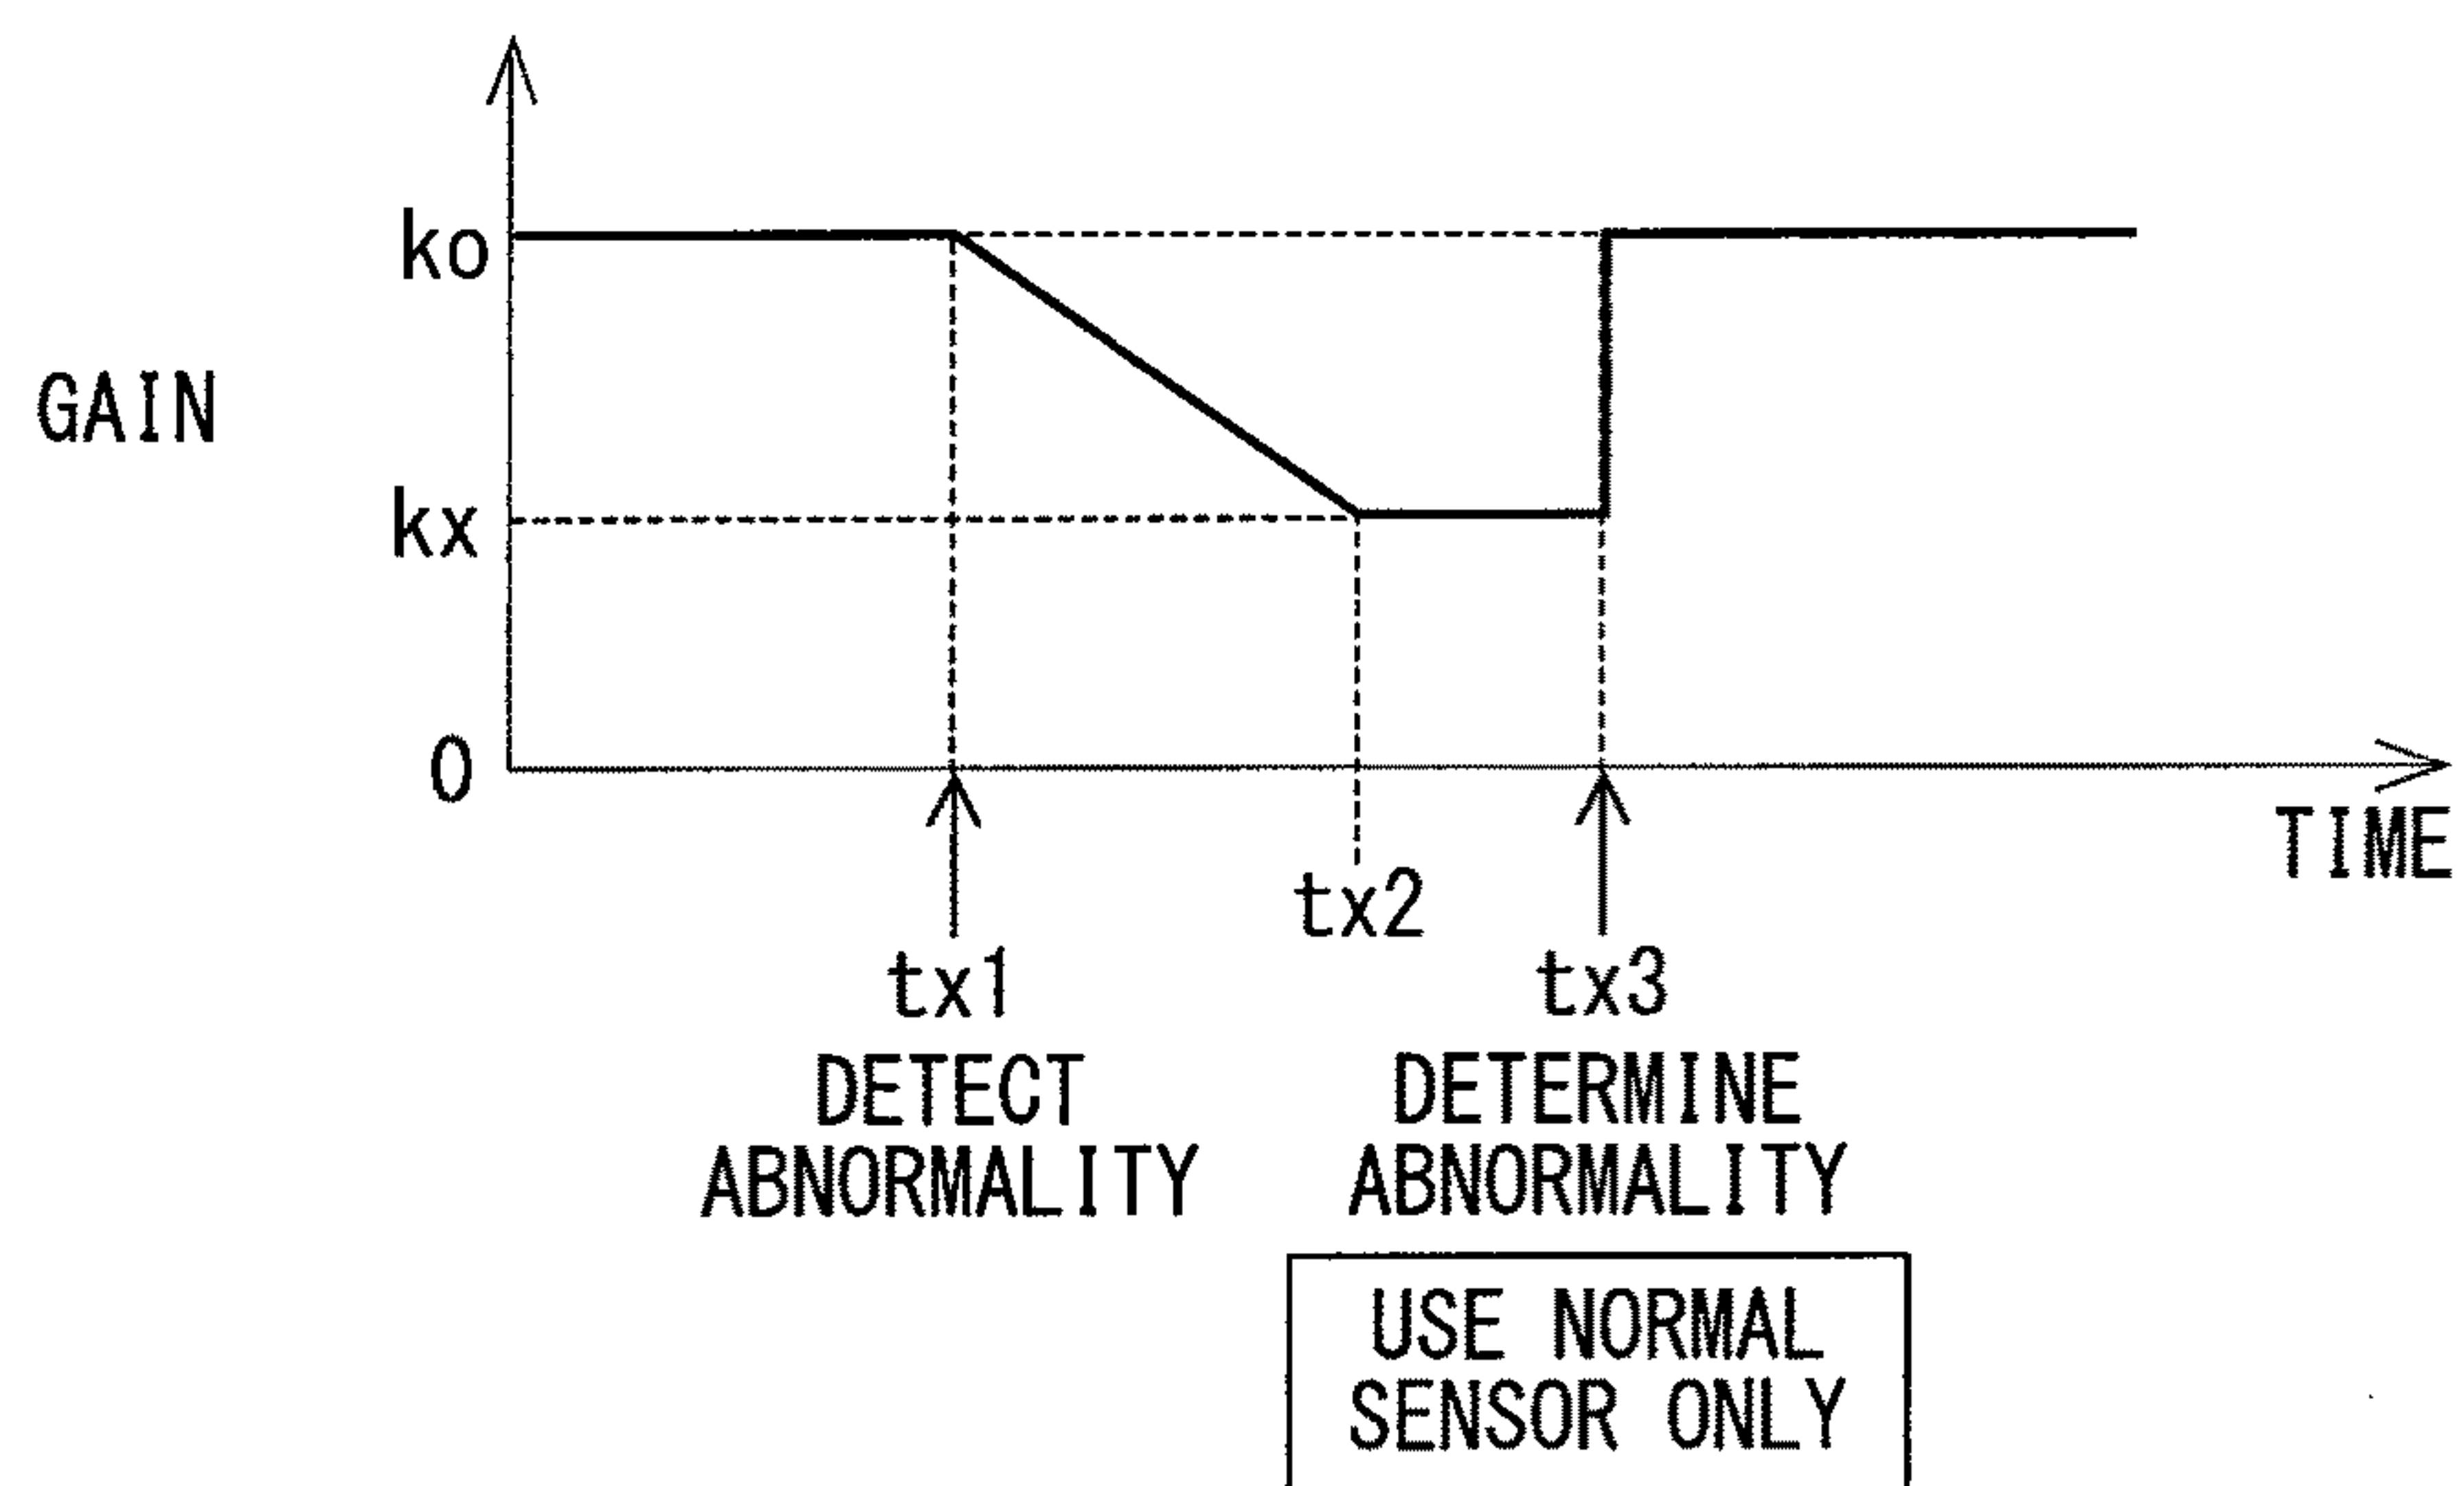 ko
GAIN
kx
0
TIME
tx2
tx1
tx3
DETECT
ABNORMALITY
DETERMINE
ABNORMALITY
USE NORMAL
SENSOR ONLY